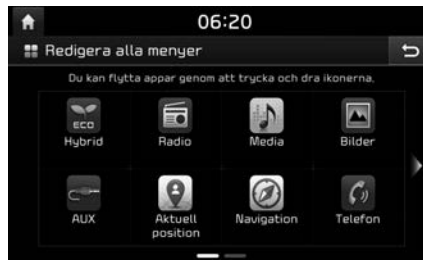 06:20
Redigera alla menyer
Du kan flytta appar genom att trycka och dra ikonerna.
ECO
Hybrid Radio Media Bilder
AUX Aktuell position Navigation Telefon